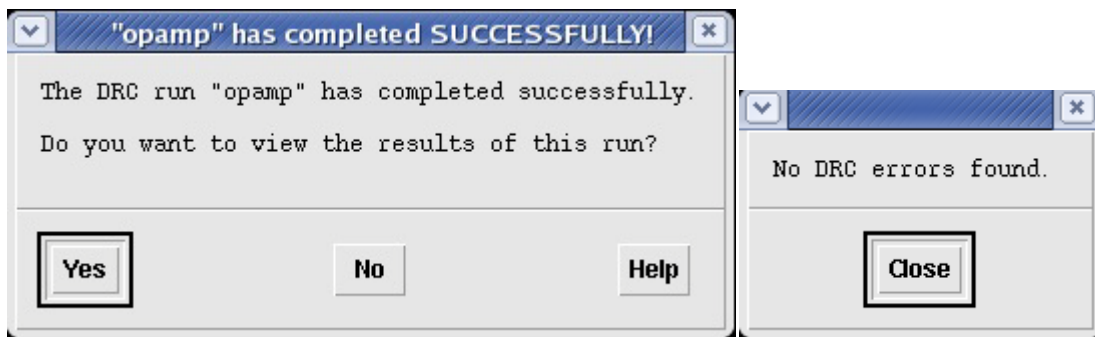 "opamp" has completed SUCCESSFULLY!
The DRC run "opamp" has completed successfully.
Do you want to view the results of this run?
Yes
No
Help
No DRC errors found.
Close